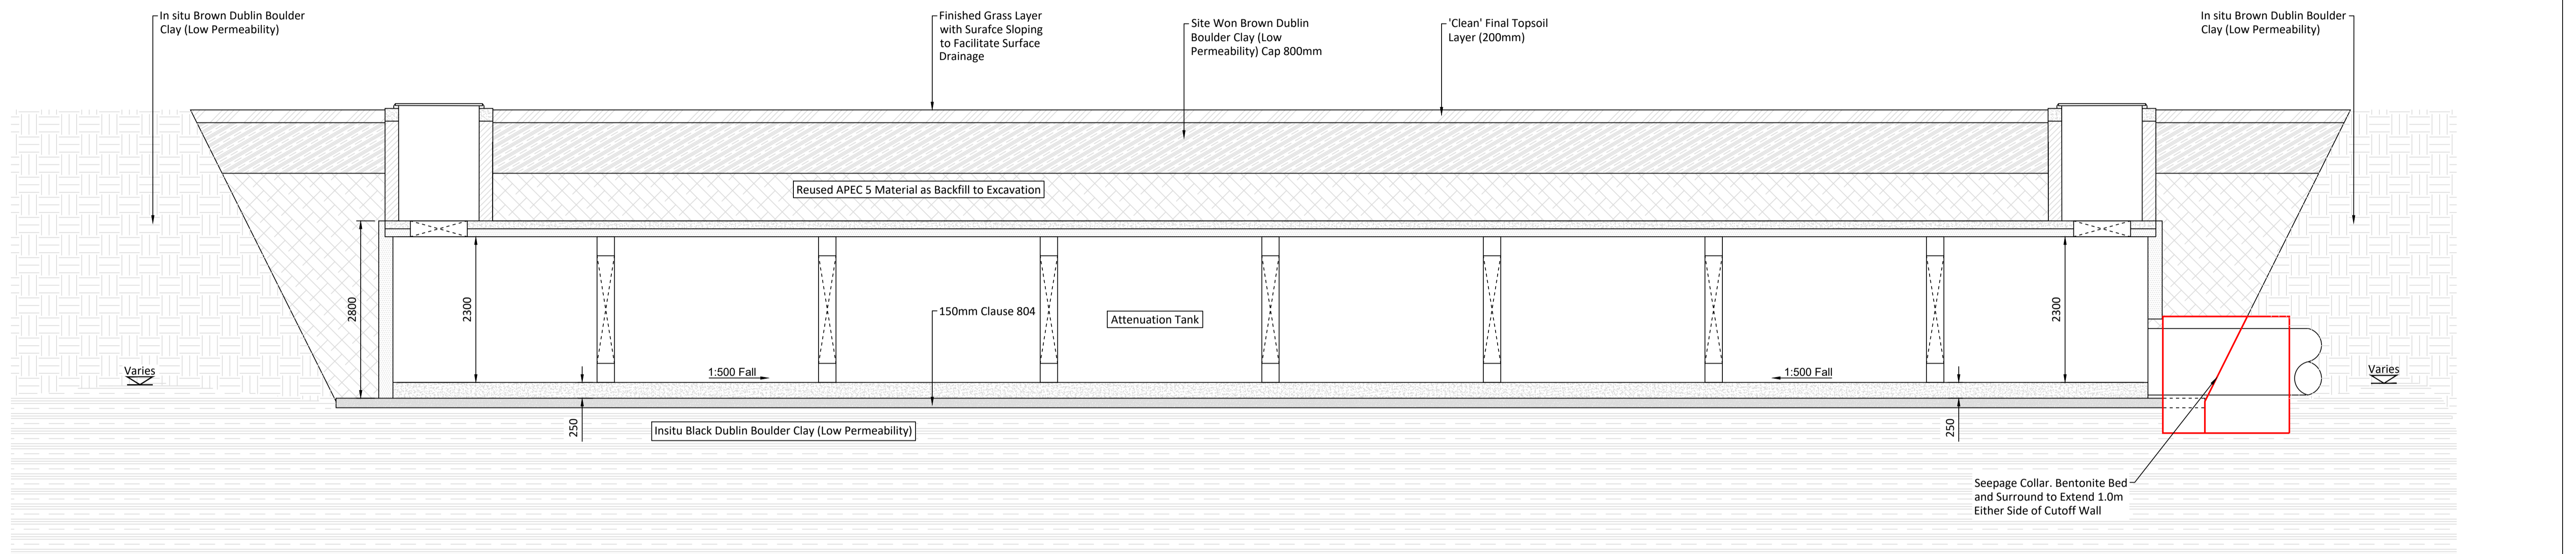 In situ Brown Dublin Boulder
Clay (Low Permeability)
Finished Grass Layer
with Surafce Sloping
to Facilitate Surface
Drainage
Site Won Brown Dublin
Boulder Clay (Low
Permeability) Cap 800mm
'Clean' Final Topsoil
Layer (200mm)
In situ Brown Dublin Boulder
Clay (Low Permeability)
Reused APEC 5 Material as Backfill to Excavation
2800
2300
150mm Clause 804
Attenuation Tank
2300
Varies
1:500 Fall
1:500 Fall
Varies
250
Insitu Black Dublin Boulder Clay (Low Permeability)
250
Seepage Collar. Bentonite Bed
and Surround to Extend 1.0m
Either Side of Cutoff Wall